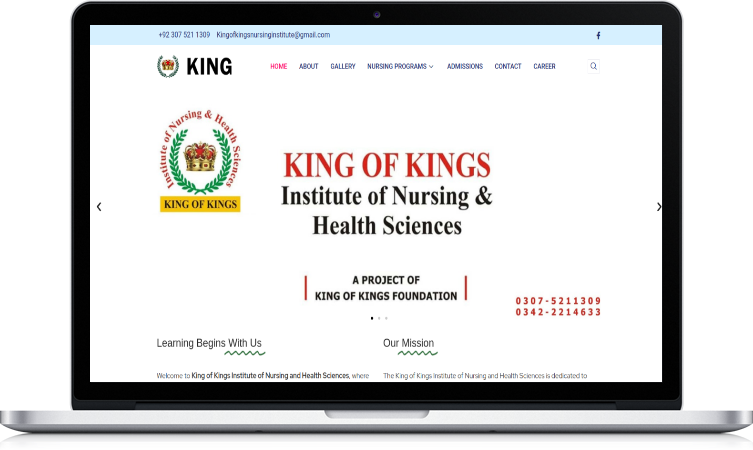 +92 307 521 1309 Kingofkingsnursinginstitute@gmail.com
KING
HOME ABOUT GALLERY NURSING PROGRAMS ADMISSIONS CONTACT CAREER
Institute of Nursing & Health Sciences
KING OF KINGS
KING OF KINGS
Institute of Nursing &
Health Sciences
A PROJECT OF
KING OF KINGS FOUNDATION
0307-5211309
0342-2214633
Learning Begins With Us
Our Mission
Welcome to King of Kings Institute of Nursing and Health Sciences, where
The King of Kings Institute of Nursing and Health Sciences is dedicated to